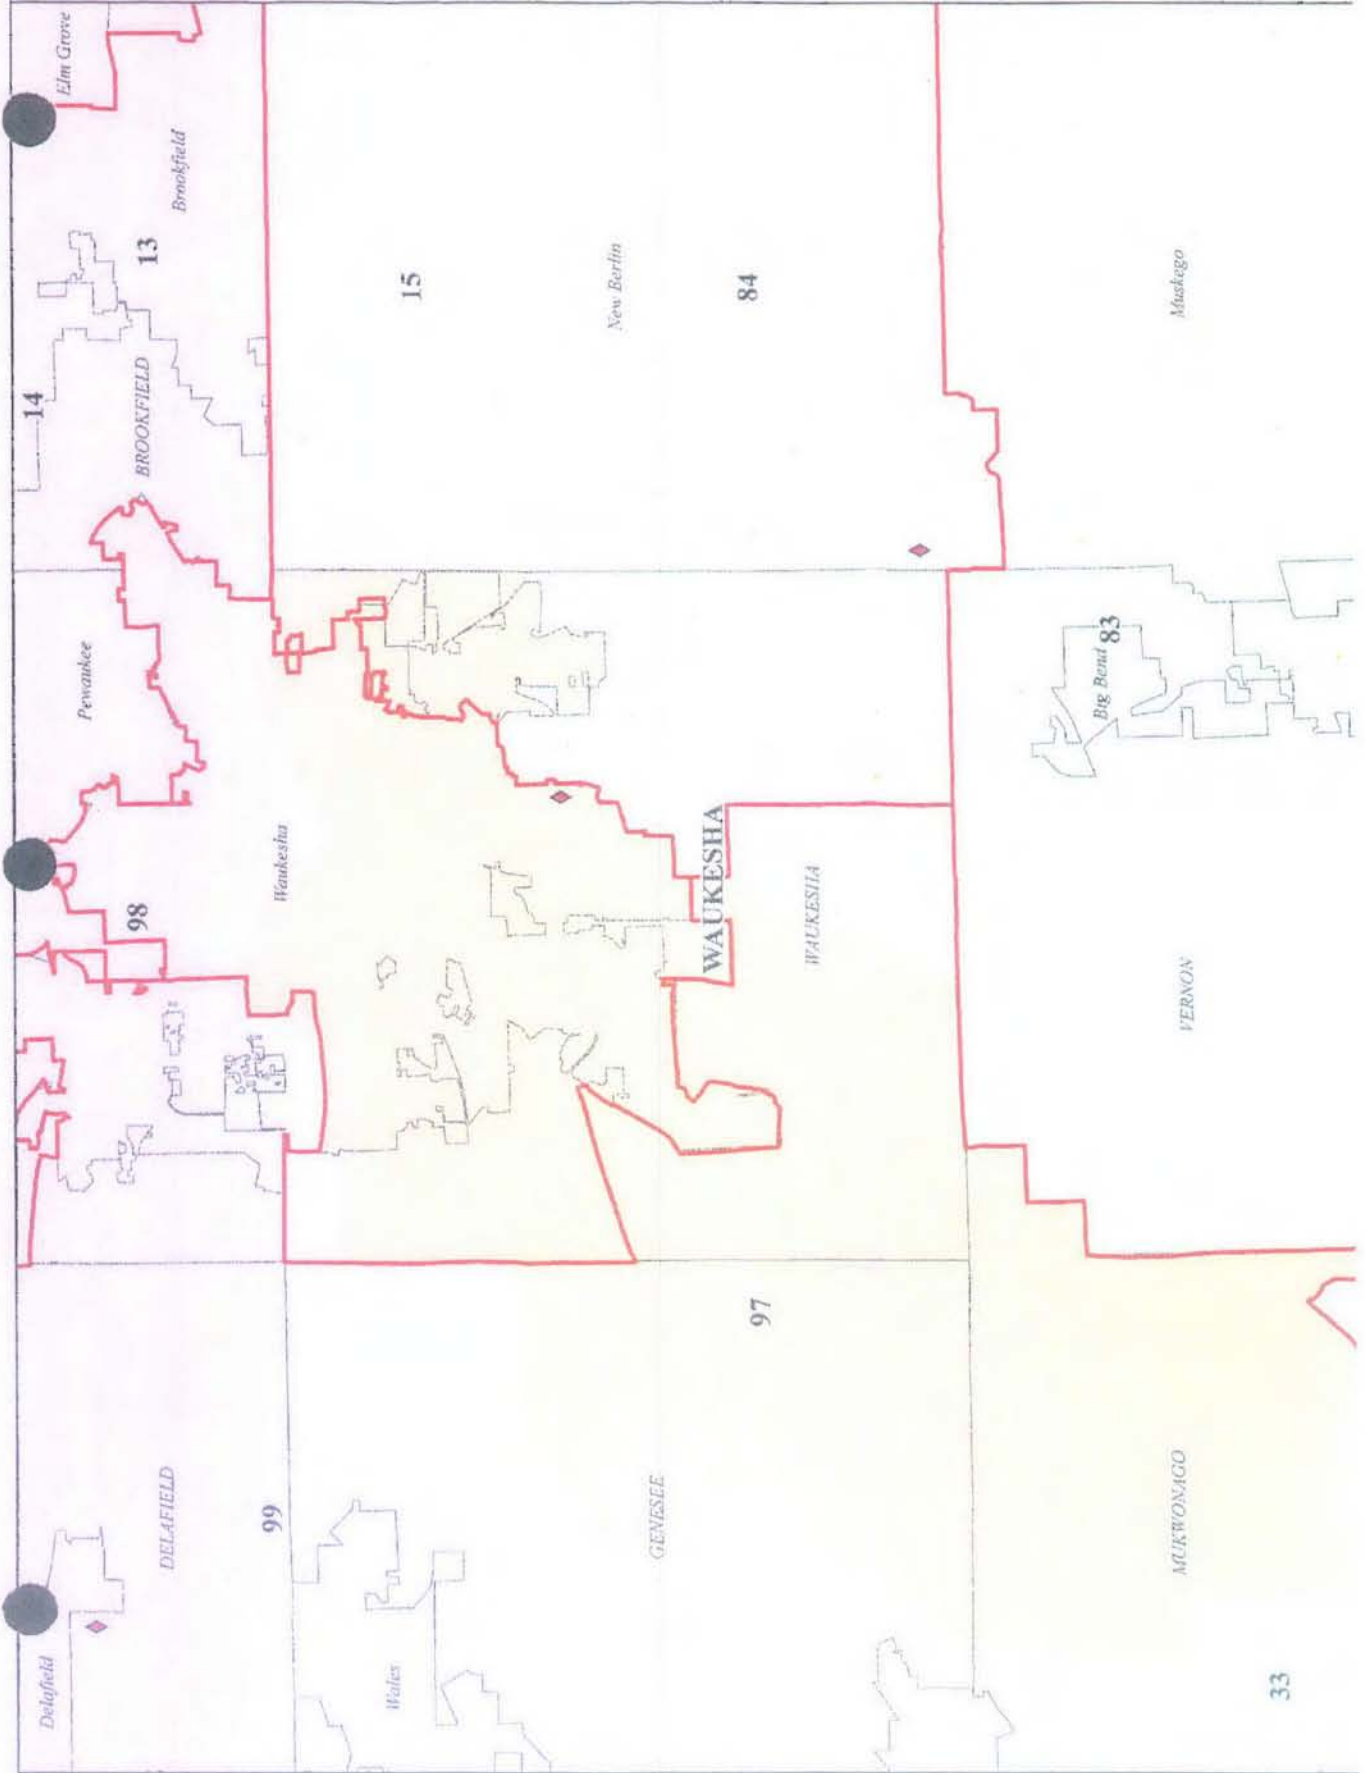 Delafield
DELAFIELD
99
98
Pewaukee
14
BROOKFIELD
13
Brookfield
Elm Grove
Wales
Waukesha
15
GENESEE
97
WAUKESHA
WAUKESHA
New Berlin
84
33
MUKWONAGO
VERNON
Big Bend
83
Muskego